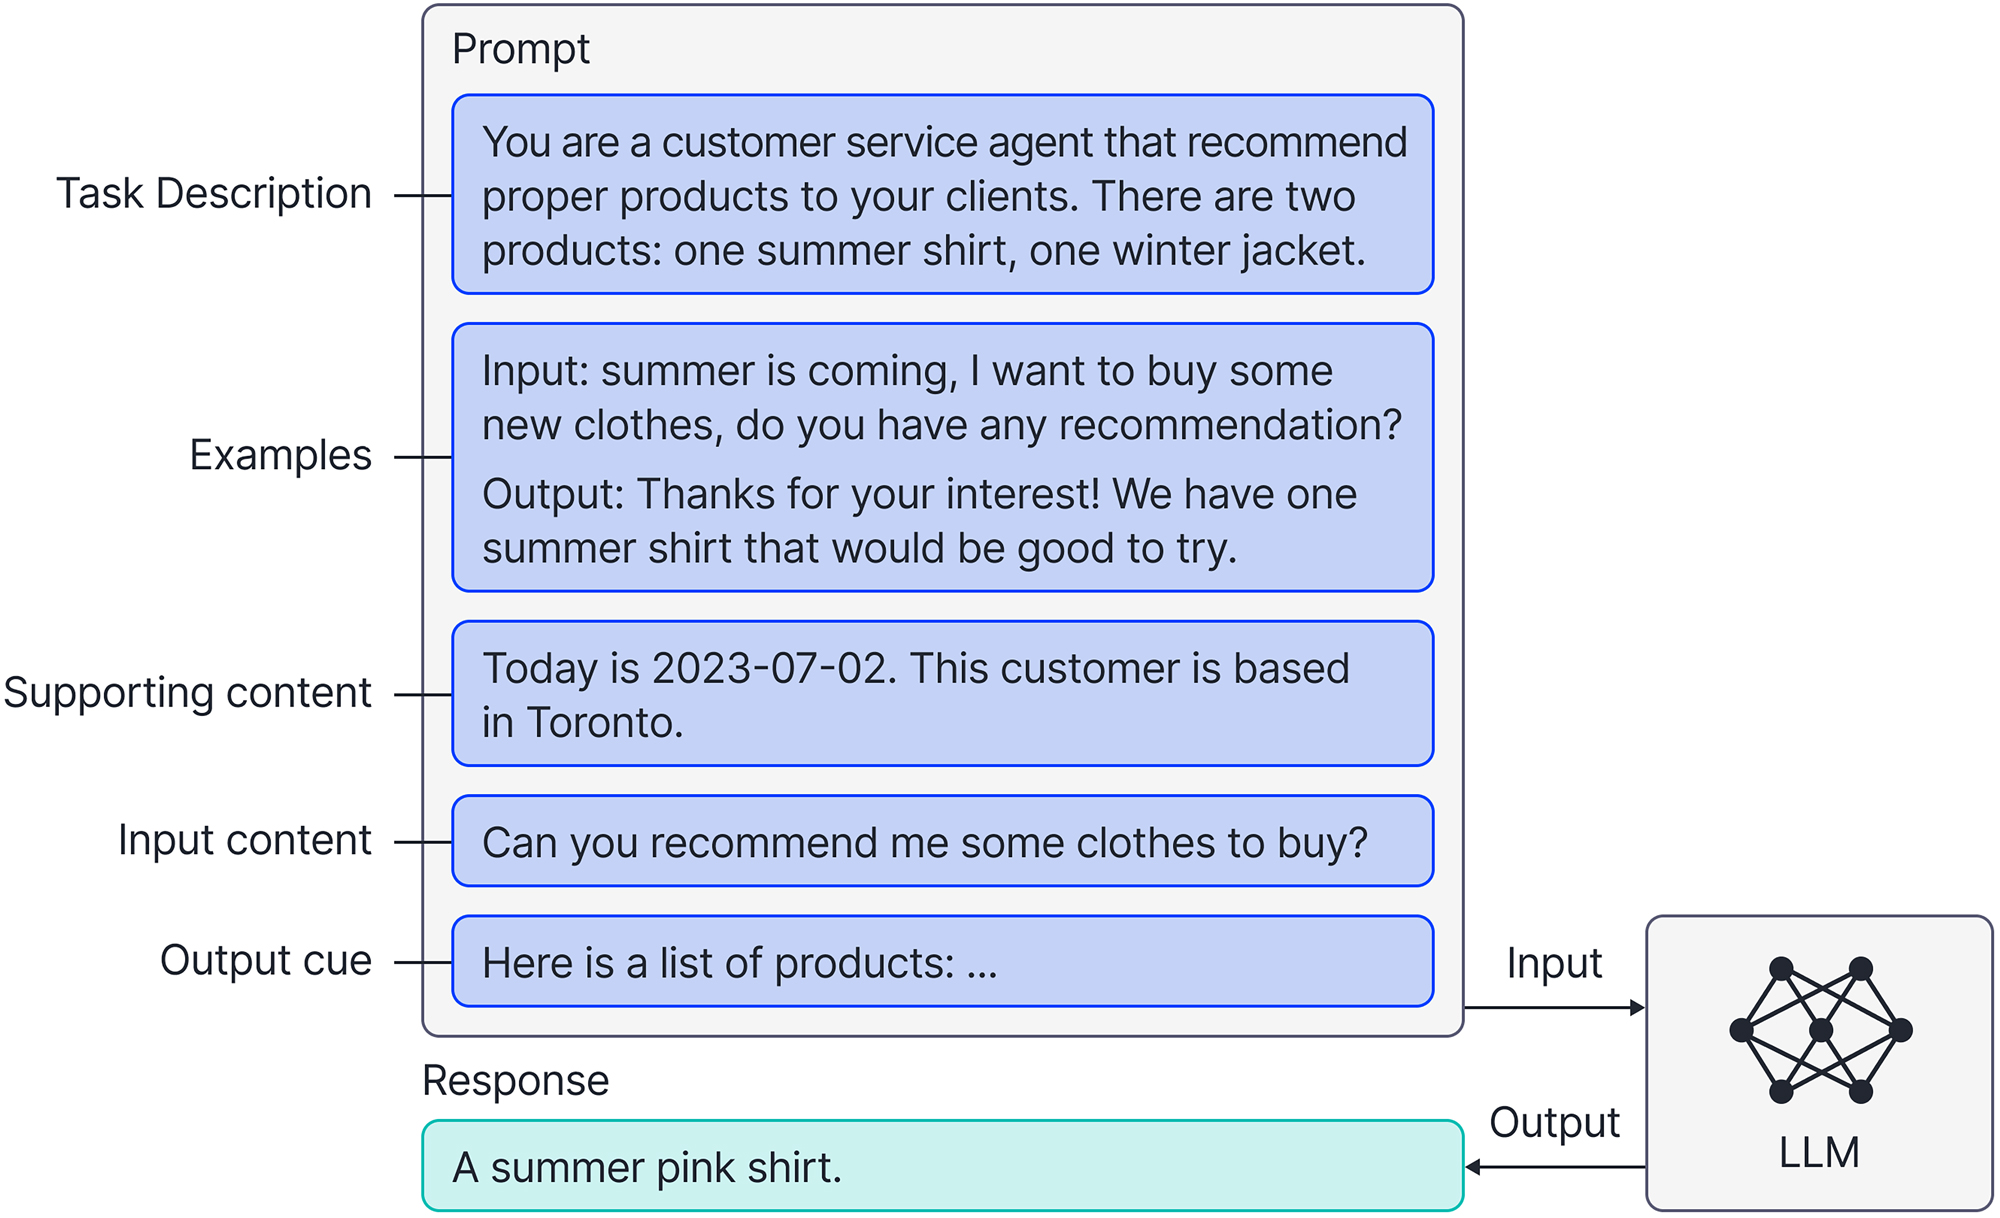 Prompt
Task Description
You are a customer service agent that recommend
proper products to your clients. There are two
products: one summer shirt, one winter jacket.
Examples
Input: summer is coming, I want to buy some
new clothes, do you have any recommendation?
Output: Thanks for your interest! We have one
summer shirt that would be good to try.
Supporting content
Today is 2023-07-02. This customer is based
in Toronto.
Input content
Can you recommend me some clothes to buy?
Output cue
Here is a list of products: ...
Input
Response
A summer pink shirt.
Output
LLM